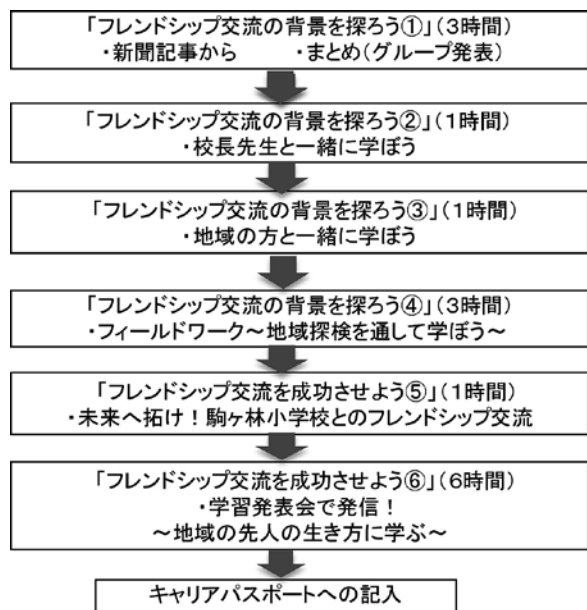 「フレンドシップ交流の背景を探ろう①」(3時間)
・新聞記事から　　・まとめ(グループ発表)
「フレンドシップ交流の背景を探ろう②」(1時間)
・校長先生と一緒に学ぼう
「フレンドシップ交流の背景を探ろう③」(1時間)
・地域の方と一緒に学ぼう
「フレンドシップ交流の背景を探ろう④」(3時間)
・フィールドワーク～地域探検を通して学ぼう～
「フレンドシップ交流を成功させよう⑤」(1時間)
・未来へ拓け！駒ヶ林小学校とのフレンドシップ交流
「フレンドシップ交流を成功させよう⑥」(6時間)
・学習発表会で発信！
～地域の先人の生き方に学ぶ～
キャリアパスポートへの記入